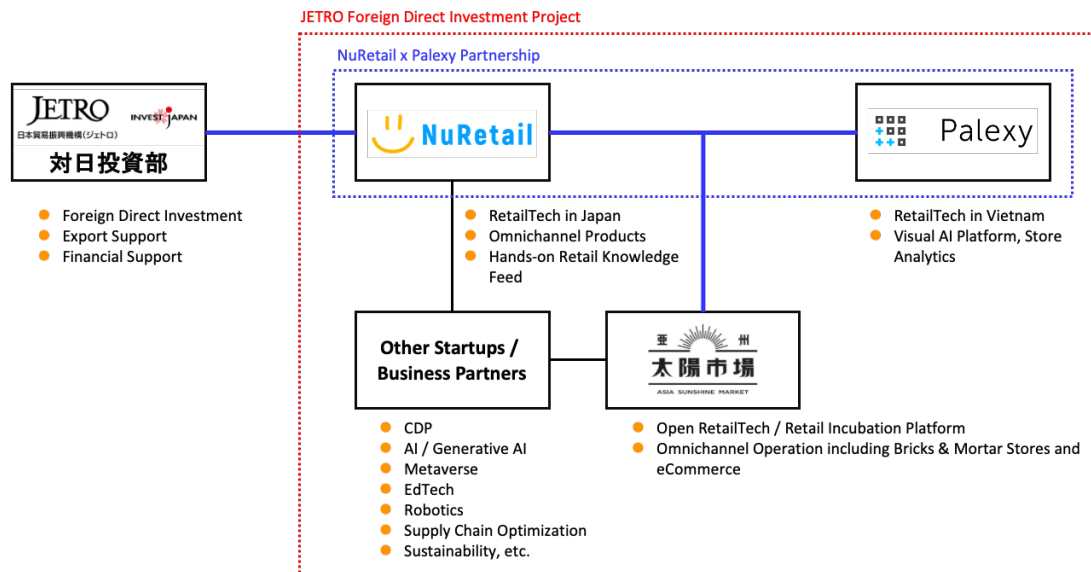 JETRO Foreign Direct Investment Project
NuRetail x Palexy Partnership
JETRO
INVEST JAPAN
日本貿易振興機構(ジェトロ)
対日投資部
NuRetail
Palexy
Foreign Direct Investment
Export Support
Financial Support
RetailTech in Japan
Omnichannel Products
Hands-on Retail Knowledge
Feed
RetailTech in Vietnam
Visual AI Platform, Store
Analytics
Other Startups /
Business Partners
亜 州
太陽市場
ASIA SUNSHINE MARKET
CDP
AI / Generative AI
Metaverse
EdTech
Robotics
Supply Chain Optimization
Sustainability, etc.
Open RetailTech / Retail Incubation Platform
Omnichannel Operation including Bricks & Mortar Stores and
eCommerce